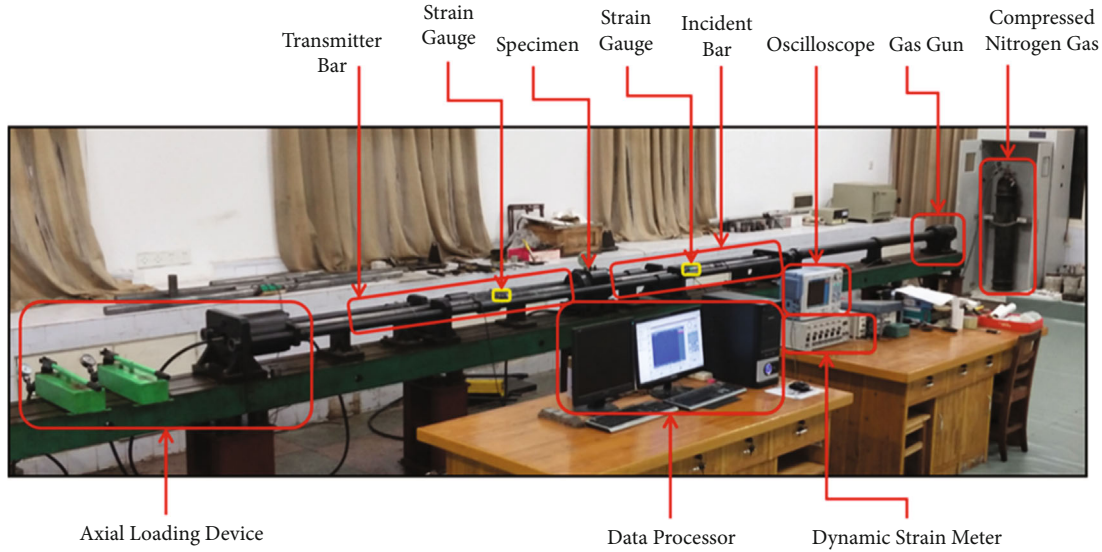 Transmitter
Bar
Strain
Gauge
Specimen
Strain
Gauge
Incident
Bar
Oscilloscope
Gas Gun
Compressed
Nitrogen Gas
Axial Loading Device
Data Processor
Dynamic Strain Meter